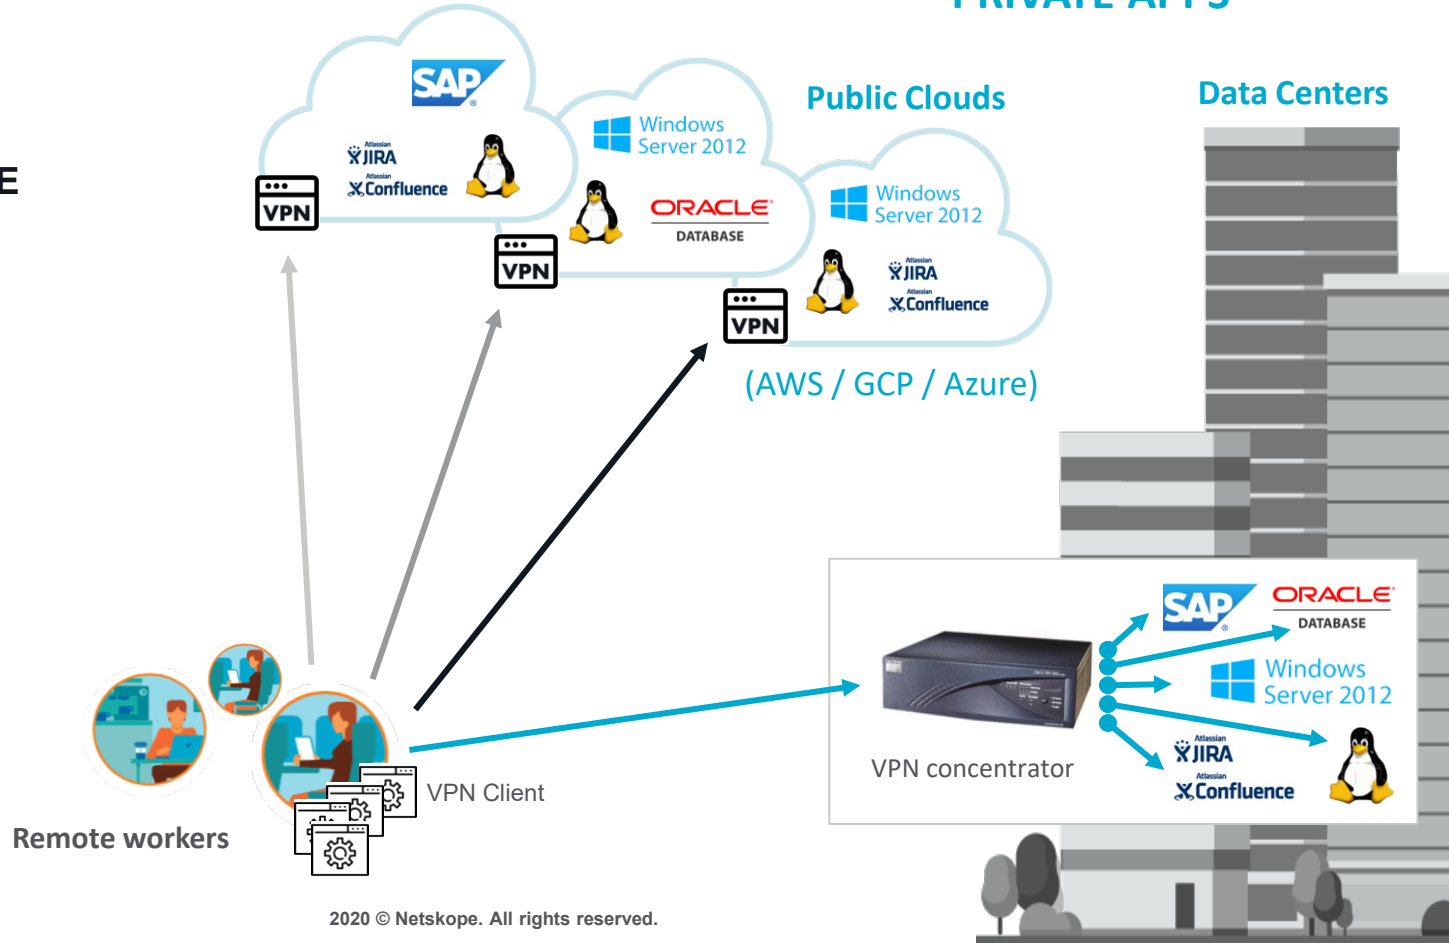 PRIVATE APPS
Public Clouds
Data Centers
E
SAP
®
Atlassian
JIRA
Atlassian
Confluence
VPN
Windows
Server 2012
ORACLE
DATABASE
VPN
Windows
Server 2012
Atlassian
JIRA
Atlassian
Confluence
VPN
(AWS / GCP / Azure)
SAP
®
ORACLE
DATABASE
Windows
Server 2012
Atlassian
JIRA
Atlassian
Confluence
VPN concentrator
VPN Client
Remote workers
2020 © Netskope. All rights reserved.